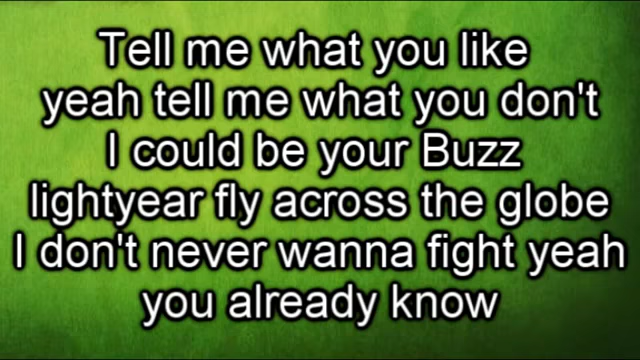 Tell me what you like
yeah tell me what you don't
I could be your Buzz
lightyear fly across the globe
I don't never wanna fight yeah
you already know